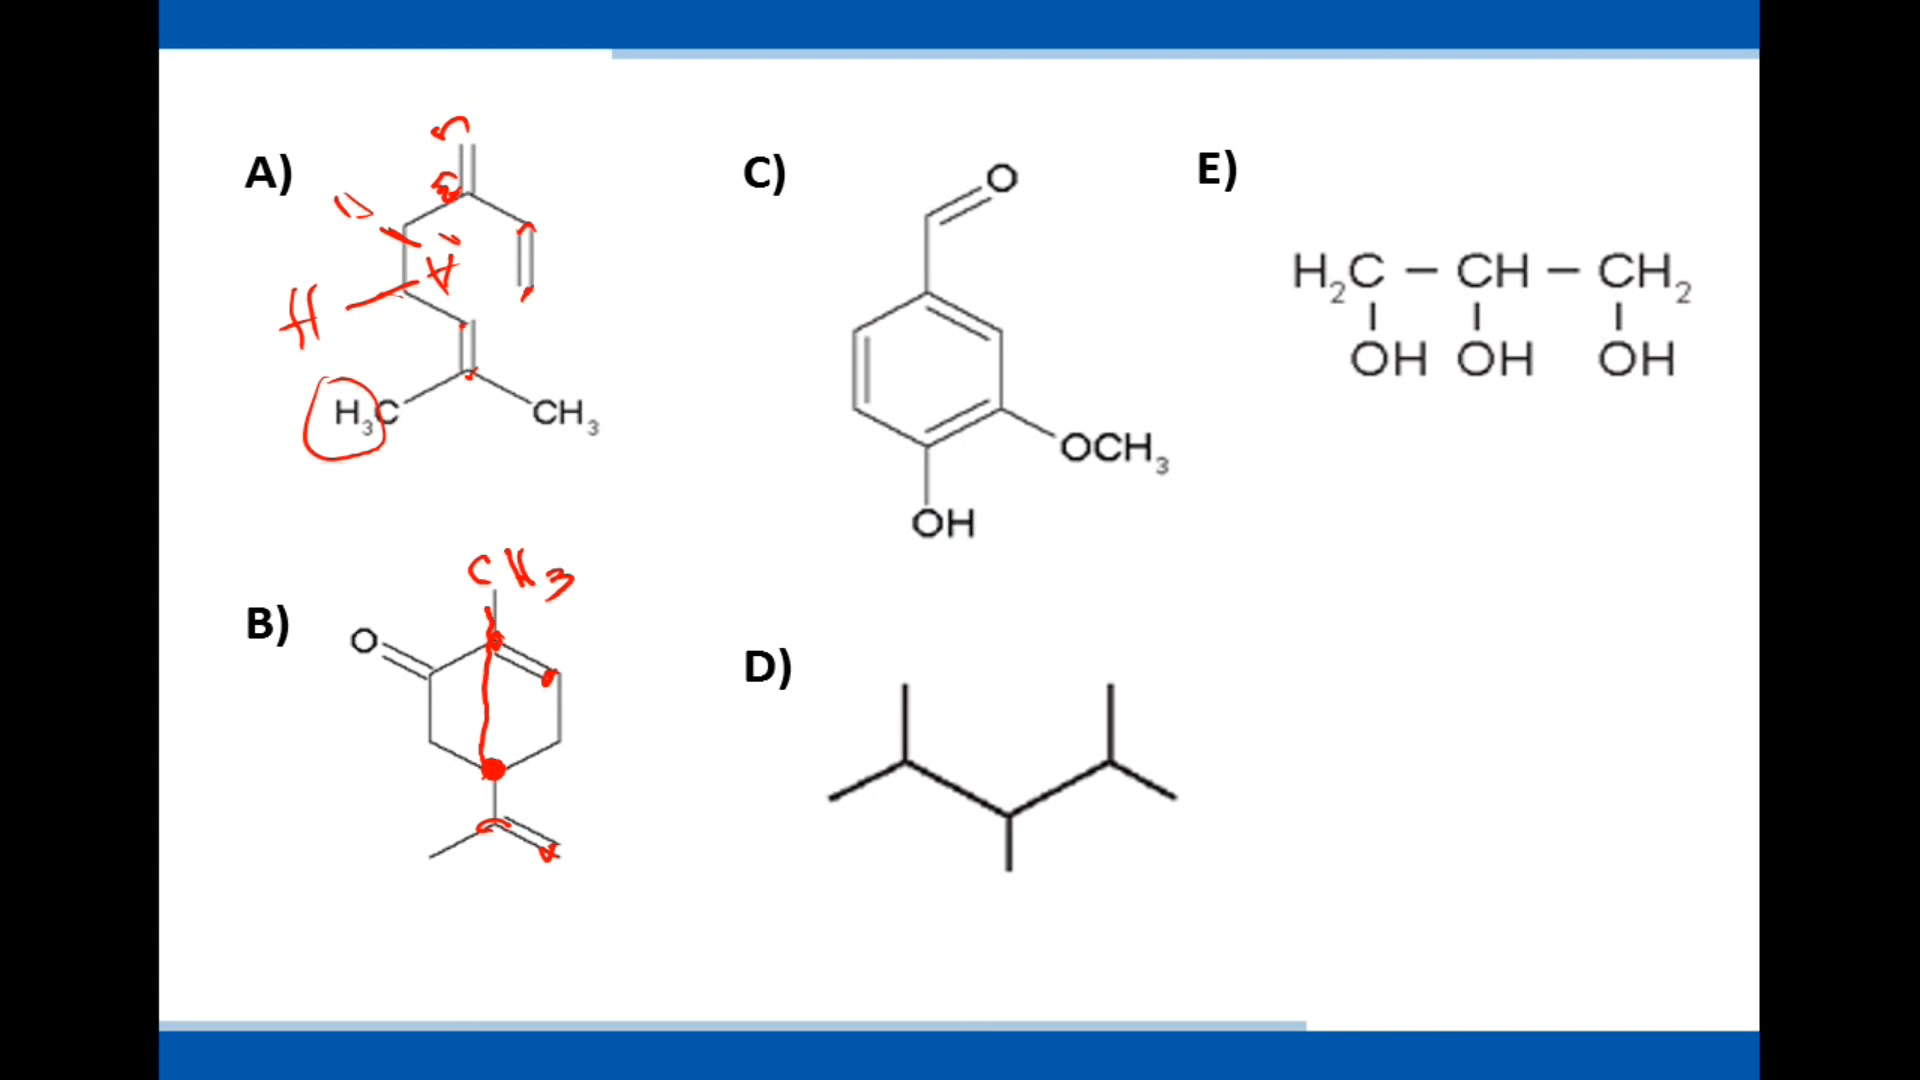 A)
H₃C
CH₃
H
B)
O
CH₃
C)
O
OCH₃
OH
D)
E)
H₂C – CH – CH₂
OH OH OH